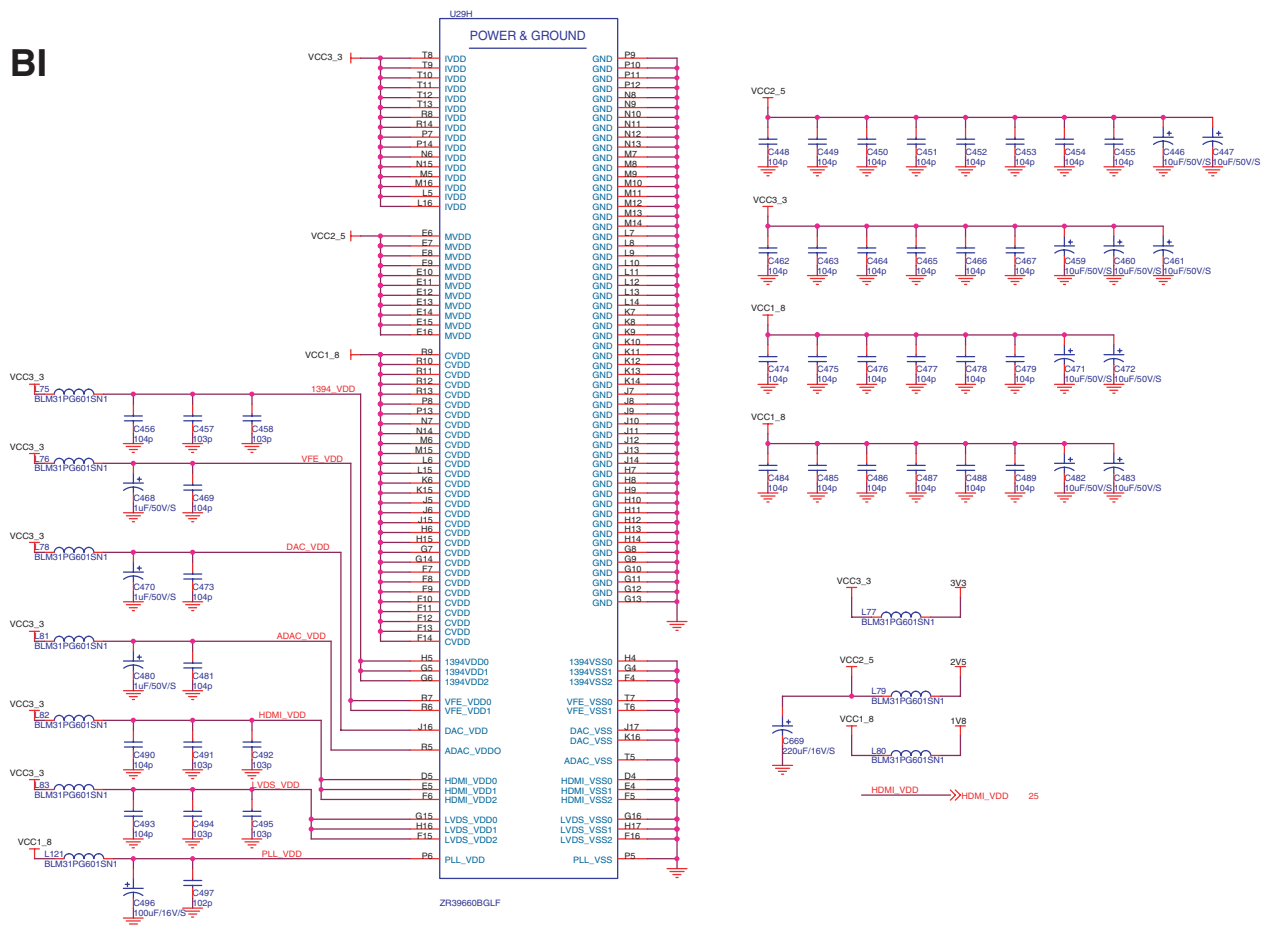 BI
U29H
POWER & GROUND
VCC3_3
T8 IVDD GND P9
T9 IVDD GND P10
T10 IVDD GND P11
T11 IVDD GND P12
T12 IVDD GND N8
T13 IVDD GND N9
R8 IVDD GND N10
R14 IVDD GND N11
P7 IVDD GND N12
P14 IVDD GND N13
N6 IVDD GND M7
N15 IVDD GND M8
M5 IVDD GND M9
M16 IVDD GND M10
L5 IVDD GND M11
L16 IVDD GND M12
GND M13
GND M14
VCC2_5
E6 MVDD GND L7
E7 MVDD GND L8
E8 MVDD GND L9
E9 MVDD GND L10
E10 MVDD GND L11
E11 MVDD GND L12
E12 MVDD GND L13
E13 MVDD GND L14
E14 MVDD GND K7
E15 MVDD GND K8
E16 MVDD GND K9
GND K10
VCC1_8
R9 CVDD GND K11
R10 CVDD GND K12
R11 CVDD GND K13
R12 CVDD GND K14
R13 CVDD GND J7
P8 CVDD GND J8
P13 CVDD GND J9
N7 CVDD GND J10
N14 CVDD GND J11
M6 CVDD GND J12
M15 CVDD GND J13
L6 CVDD GND J14
L15 CVDD GND H7
K6 CVDD GND H8
K15 CVDD GND H9
J5 CVDD GND H10
J6 CVDD GND H11
J15 CVDD GND H12
H6 CVDD GND H13
H15 CVDD GND H14
G7 CVDD GND G8
G14 CVDD GND G9
F7 CVDD GND G10
F8 CVDD GND G11
F9 CVDD GND G12
F10 CVDD GND G13
F11 CVDD
F12 CVDD
F13 CVDD
F14 CVDD
H5 1394VDD0 1394VSS0 H4
G5 1394VDD1 1394VSS1 G4
G6 1394VDD2 1394VSS2 F4
R7 VFE_VDD0 VFE_VSS0 T7
R6 VFE_VDD1 VFE_VSS1 T6
J16 DAC_VDD DAC_VSS J17
DAC_VSS K16
R5 ADAC_VDDO ADAC_VSS T5
D5 HDMI_VDD0 HDMI_VSS0 D4
E5 HDMI_VDD1 HDMI_VSS1 E4
F6 HDMI_VDD2 HDMI_VSS2 F5
G15 LVDS_VDD0 LVDS_VSS0 G16
H16 LVDS_VDD1 LVDS_VSS1 H17
F15 LVDS_VDD2 LVDS_VSS2 F16
P6 PLL_VDD PLL_VSS P5
ZR39660BGLF
VCC3_3
L75 1394_VDD
BLM31PG601SN1
C456 C457 C458
104p 103p 103p
VCC3_3
L76 VFE_VDD
BLM31PG601SN1
C468 C469
1uF/50V/S 104p
VCC3_3
L78 DAC_VDD
BLM31PG601SN1
C470 C473
1uF/50V/S 104p
VCC3_3
L81 ADAC_VDD
BLM31PG601SN1
C480 C481
1uF/50V/S 104p
VCC3_3
L82 HDMI_VDD
BLM31PG601SN1
C490 C491 C492
104p 103p 103p
VCC3_3
L83 LVDS_VDD
BLM31PG601SN1
C493 C494 C495
104p 103p 103p
VCC1_8
L121 PLL_VDD
BLM31PG601SN1
C496 C497
100uF/16V/S 102p
VCC2_5
C448 C449 C450 C451 C452 C453 C454 C455 C446 C447
104p 104p 104p 104p 104p 104p 104p 104p 10uF/50V/S 10uF/50V/S
VCC3_3
C462 C463 C464 C465 C466 C467 C459 C460 C461
104p 104p 104p 104p 104p 104p 10uF/50V/S 10uF/50V/S 10uF/50V/S
VCC1_8
C474 C475 C476 C477 C478 C479 C471 C472
104p 104p 104p 104p 104p 104p 10uF/50V/S 10uF/50V/S
VCC1_8
C484 C485 C486 C487 C488 C489 C482 C483
104p 104p 104p 104p 104p 104p 10uF/50V/S 10uF/50V/S
VCC3_3 3V3
L77
BLM31PG601SN1
VCC2_5 2V5
L79
BLM31PG601SN1
VCC1_8 1V8
C669
220uF/16V/S
L80
BLM31PG601SN1
HDMI_VDD HDMI_VDD 25